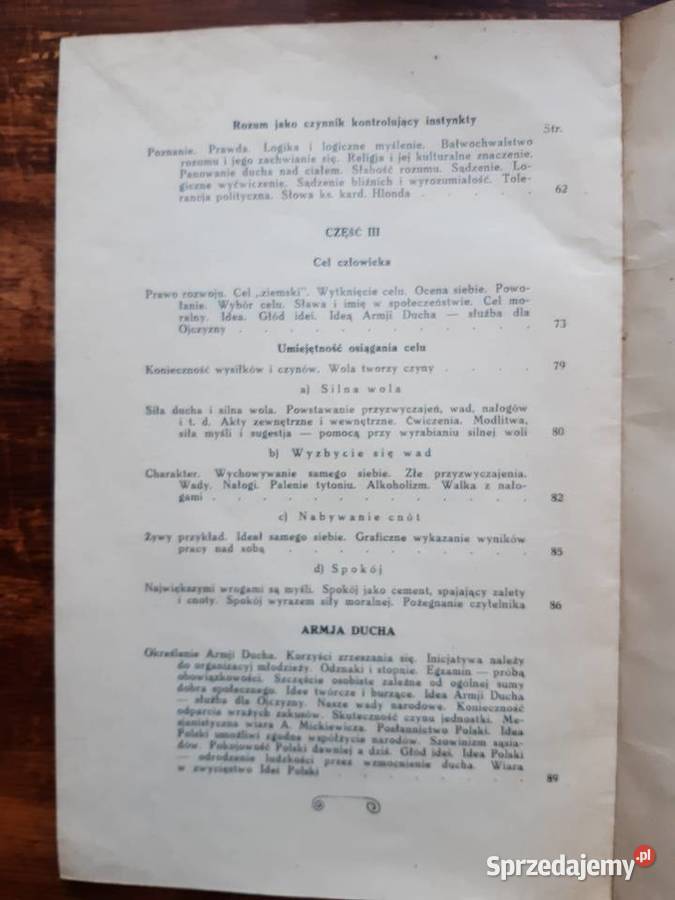 Rozum jako czynnik kontrolujący instynkty
Str.
Poznanie. Prawda. Logika i logiczne myślenie. Bałwochwalstwo
rozumu i jego zachwianie się. Religja i jej kulturalne znaczenie.
Panowanie ducha nad ciałem. Słabość rozumu. Sądzenie. Lo-
giczne wyćwiczenie. Sądzenie bliźnich i wyrozumiałość. Tole-
rancja polityczna. Słowa ks. kard. Hlonda . . . . . 62
CZĘŚĆ III
Cel człowieka
Prawo rozwoju. Cel „ziemski”. Wytknięcie celu. Ocena siebie. Powo-
łanie. Wybór celu. Sława i imię w społeczeństwie. Cel mo-
ralny. Idea. Głód idei. Ideą Armji Ducha — służba dla
Ojczyzny . . . . . . . . . . . 73
Umiejętność osiągania celu
Konieczność wysiłków i czynów. Wola tworzy czyny . . . . 79
a) Silna wola
Siła ducha i silna wola. Powstawanie przyzwyczajeń, wad, nałogów
i t. d. Akty zewnętrzne i wewnętrzne. Ćwiczenia. Modlitwa,
siła myśli i sugestja — pomocą przy wyrabianiu silnej woli 80
b) Wyzbycie się wad
Charakter. Wychowywanie samego siebie. Złe przyzwyczajenia.
Wady. Nałogi. Palenie tytoniu. Alkoholizm. Walka z nało-
gami . . . . . . . . . . . . 82
c) Nabywanie cnót
Żywy przykład. Ideał samego siebie. Graficzne wykazanie wyników
pracy nad sobą . . . . . . . . . . 85
d) Spokój
Największymi wrogami są myśli. Spokój jako cement, spajający zalety
i cnoty. Spokój wyrazem siły moralnej. Pożegnanie czytelnika 86
ARMJA DUCHA
Określanie Armji Ducha. Korzyści zrzeszania się. Inicjatywa należy
do organizacyj młodzieży. Odznaki i stopnie. Egzamin — próbą
obowiązkowości. Szczęście osobiste zależne od ogólnej sumy
dobra społecznego. Idee twórcze i burzące. Idea Armji Ducha
— służba dla Ojczyzny. Nasze wady narodowe. Konieczność
odparcia wrażych zakusów. Skuteczność czynu jednostki. Me-
sjanistyczna wiara A. Mickiewicza. Posłannictwo Polski. Idea
Polski umożliwi zgodne współżycie narodów. Szowinizm sąsia-
dów. Pokojowość Polski dawniej a dziś. Głód idei. Idea Polski
— odrodzenie ludzkości przez wzmocnienie ducha. Wiara
w zwycięstwo Idei Polski . . . . . . . . . 89
Sprzedajemy.pl